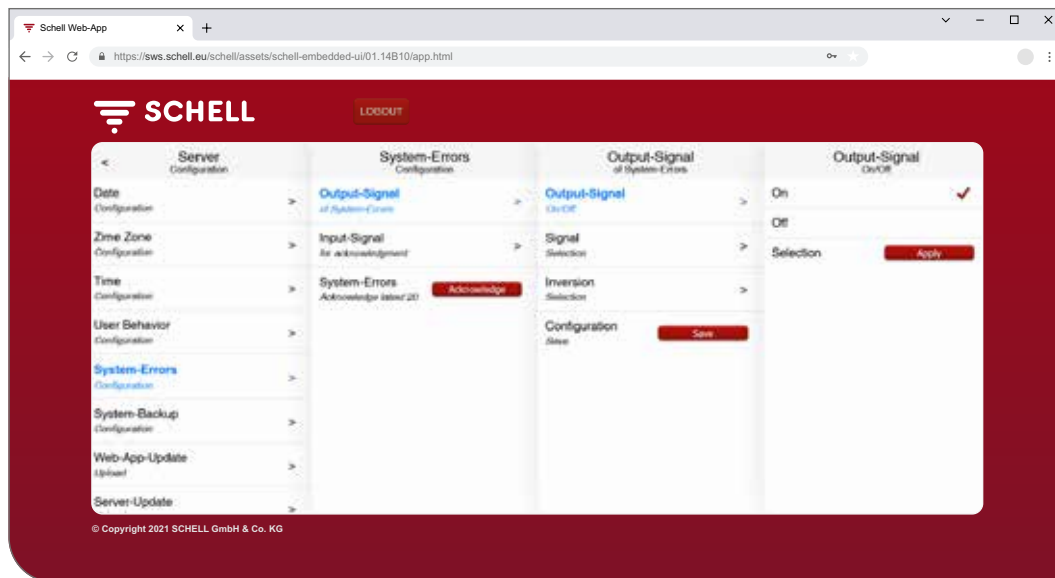 Schell Web-App
https://sws.schell.eu/schell/assets/schell-embedded-ui/01.14B10/app.html
SCHELL
LOGOUT
< Server
Configuration
Date
Configuration
>
Zime Zone
Configuration
>
Time
Configuration
>
User Behavior
Configuration
>
System-Errors
Configuration
>
System-Backup
Configuration
>
Web-App-Update
Upload
>
Server-Update
>
System-Errors
Configuration
Output-Signal
of System-Errors
>
Input-Signal
for acknowledgment
>
System-Errors
Acknowledge latest 20
Acknowledge
Output-Signal
of System-Errors
Output-Signal
On/Off
>
Signal
Selection
>
Inversion
Selection
>
Configuration
Save
Save
Output-Signal
On/Off
On
Off
Selection
Apply
© Copyright 2021 SCHELL GmbH & Co. KG